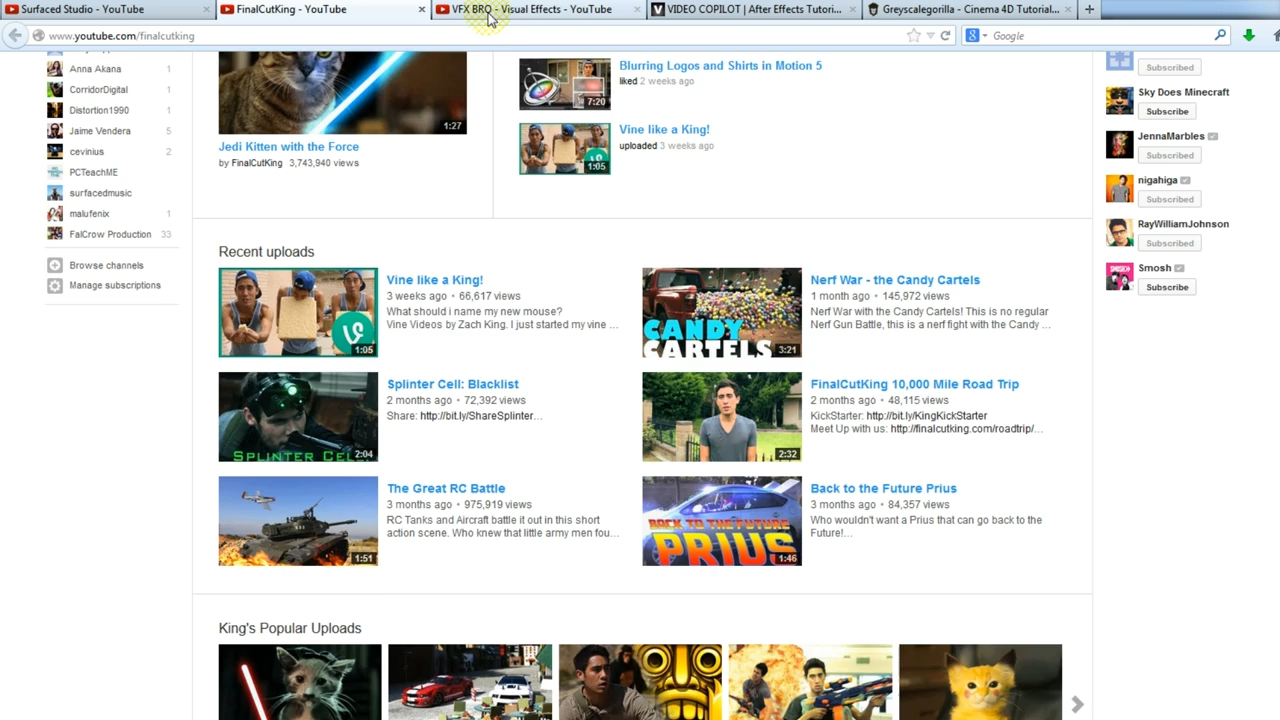 Surfaced Studio - YouTube
FinalCutKing - YouTube
VFX BRO - Visual Effects - YouTube
VIDEO COPILOT | After Effects Tutori...
Greyscalegorilla - Cinema 4D Tutorial...
www.youtube.com/finalcutking
Google
Anna Akana 1
CorridorDigital 1
Distortion1990 1
Jaime Vendera 5
cevinius 2
PCTeachME
surfacedmusic
malufenix 1
FalCrow Production 33
Browse channels
Manage subscriptions
1:27
Jedi Kitten with the Force
by FinalCutKing 3,743,940 views
7:20
Blurring Logos and Shirts in Motion 5
liked 2 weeks ago
1:05
Vine like a King!
uploaded 3 weeks ago
Subscribed
Sky Does Minecraft
Subscribe
JennaMarbles
Subscribed
nigahiga
Subscribed
RayWilliamJohnson
Subscribed
SMOSH
Smosh
Subscribe
Recent uploads
1:05
Vine like a King!
3 weeks ago • 66,617 views
What should i name my new mouse?
Vine Videos by Zach King. I just started my vine ...
CANDY
CARTELS
3:21
Nerf War - the Candy Cartels
1 month ago • 145,972 views
Nerf War with the Candy Cartels! This is no regular
Nerf Gun Battle, this is a nerf fight with the Candy ...
SPLINTER CELL
2:04
Splinter Cell: Blacklist
2 months ago • 72,392 views
Share: http://bit.ly/ShareSplinter...
2:32
FinalCutKing 10,000 Mile Road Trip
2 months ago • 48,115 views
KickStarter: http://bit.ly/KingKickStarter
Meet Up with us: http://finalcutking.com/roadtrip/...
1:51
The Great RC Battle
3 months ago • 975,919 views
RC Tanks and Aircraft battle it out in this short
action scene. Who knew that little army men fou...
BACK TO THE FUTURE
PRIUS
1:46
Back to the Future Prius
3 months ago • 84,357 views
Who wouldn't want a Prius that can go back to the
Future!...
King's Popular Uploads